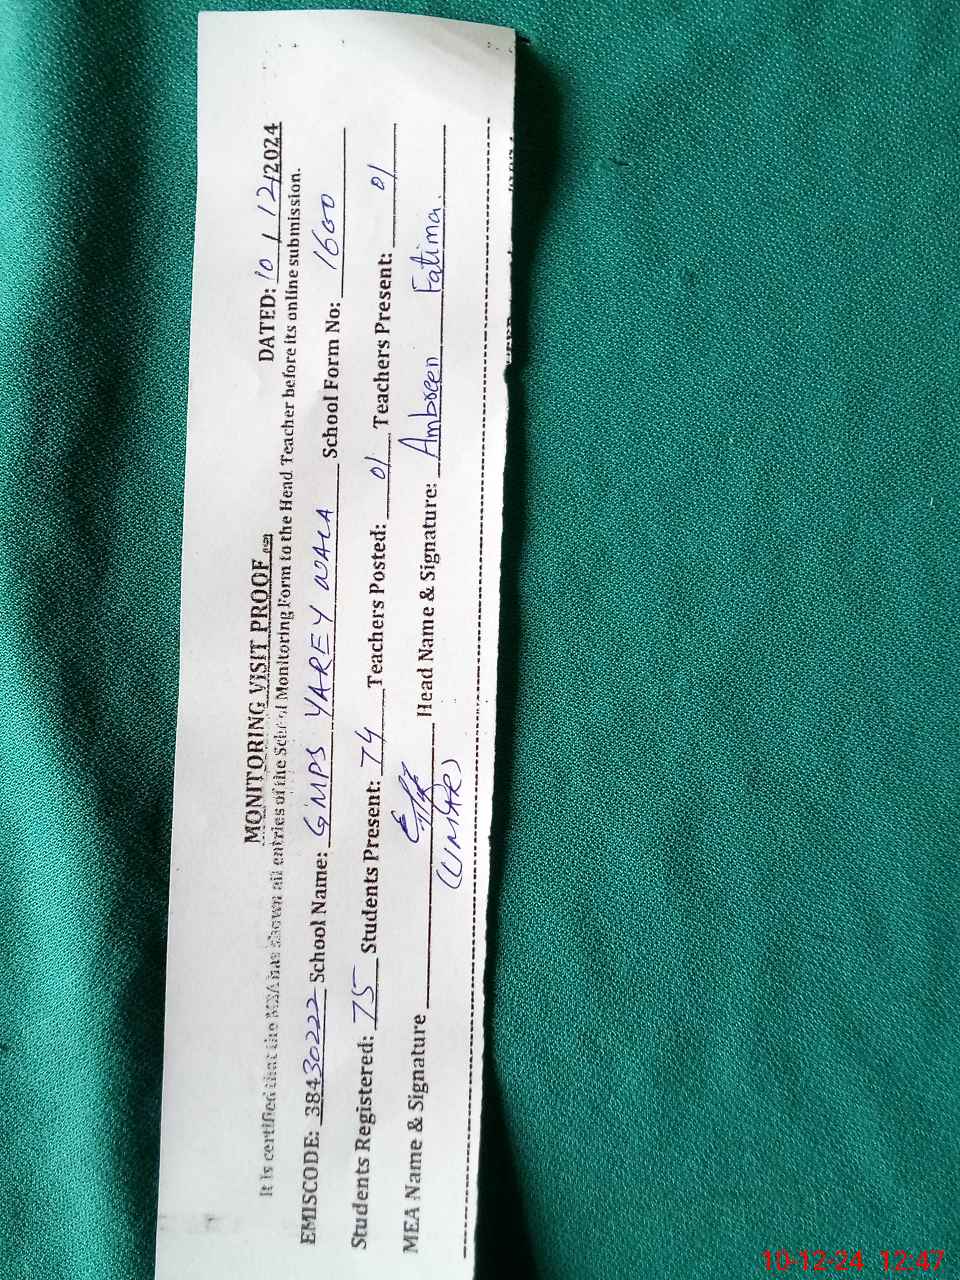 MONITORING VISIT PROOF
DATED: 10 / 12/2024
It is certified that the MEA has shown all entries of the School Monitoring Form to the Head Teacher before its online submission.
EMISCODE: 38430222 School Name: GMPS YAREY WALA School Form No: 1600
Students Registered: 75 Students Present: 74 Teachers Posted: 01 Teachers Present: 01
MEA Name & Signature (UMAR) Head Name & Signature: Ambreen Fatima.
10-12-24 12:47